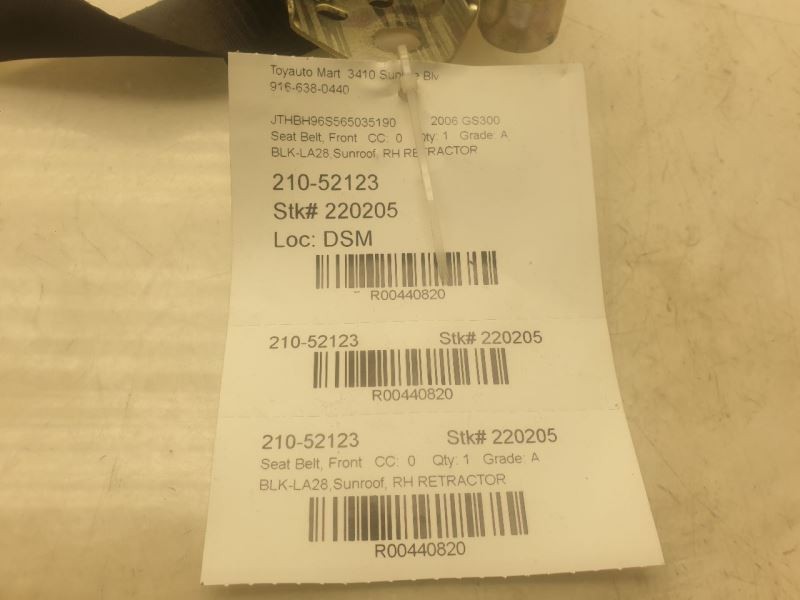 Toyauto Mart 3410 Blv
916-638-0440
JTHBH96S565035190 2006 GS300
Seat Belt, Front CC: 0 Qty: 1 Grade: A
BLK-LA28,Sunroof, RH RETRACTOR
210-52123
Stk# 220205
Loc: DSM
R00440820
210-52123 Stk# 220205
R00440820
210-52123 Stk# 220205
Seat Belt, Front CC: 0 Qty: 1 Grade: A
BLK-LA28,Sunroof, RH RETRACTOR
R00440820